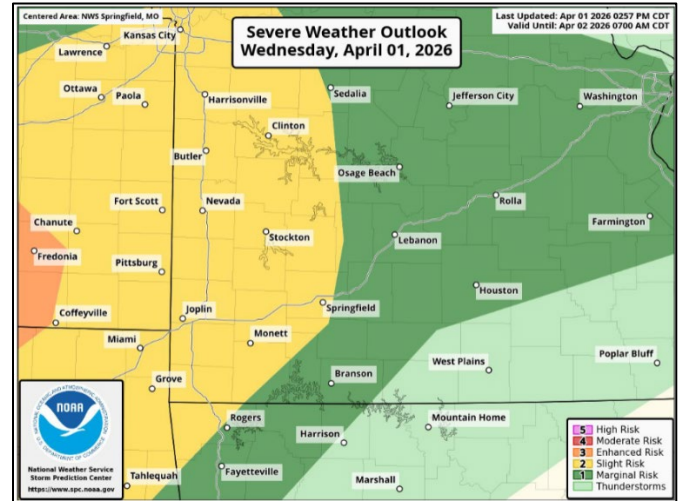 Centered Area: NWS Springfield, MO
Severe Weather Outlook
Wednesday, April 01, 2026
Last Updated: Apr 01 2026 0257 PM CDT
Valid Until: Apr 02 2026 0700 AM CDT
Kansas City
Lawrence
Ottawa
Paola
Harrisonville
Sedalia
Jefferson City
Washington
Clinton
Butler
Osage Beach
Fort Scott
Nevada
Rolla
Chanute
Stockton
Lebanon
Farmington
Fredonia
Pittsburg
Houston
Coffeyville
Joplin
Springfield
Miami
Monett
West Plains
Poplar Bluff
Grove
Branson
Rogers
Harrison
Mountain Home
Tahlequah
Fayetteville
Marshall
NOAA
National Weather Service
Storm Prediction Center
https://www.spc.noaa.gov
5 High Risk
4 Moderate Risk
3 Enhanced Risk
2 Slight Risk
1 Marginal Risk
Thunderstorms